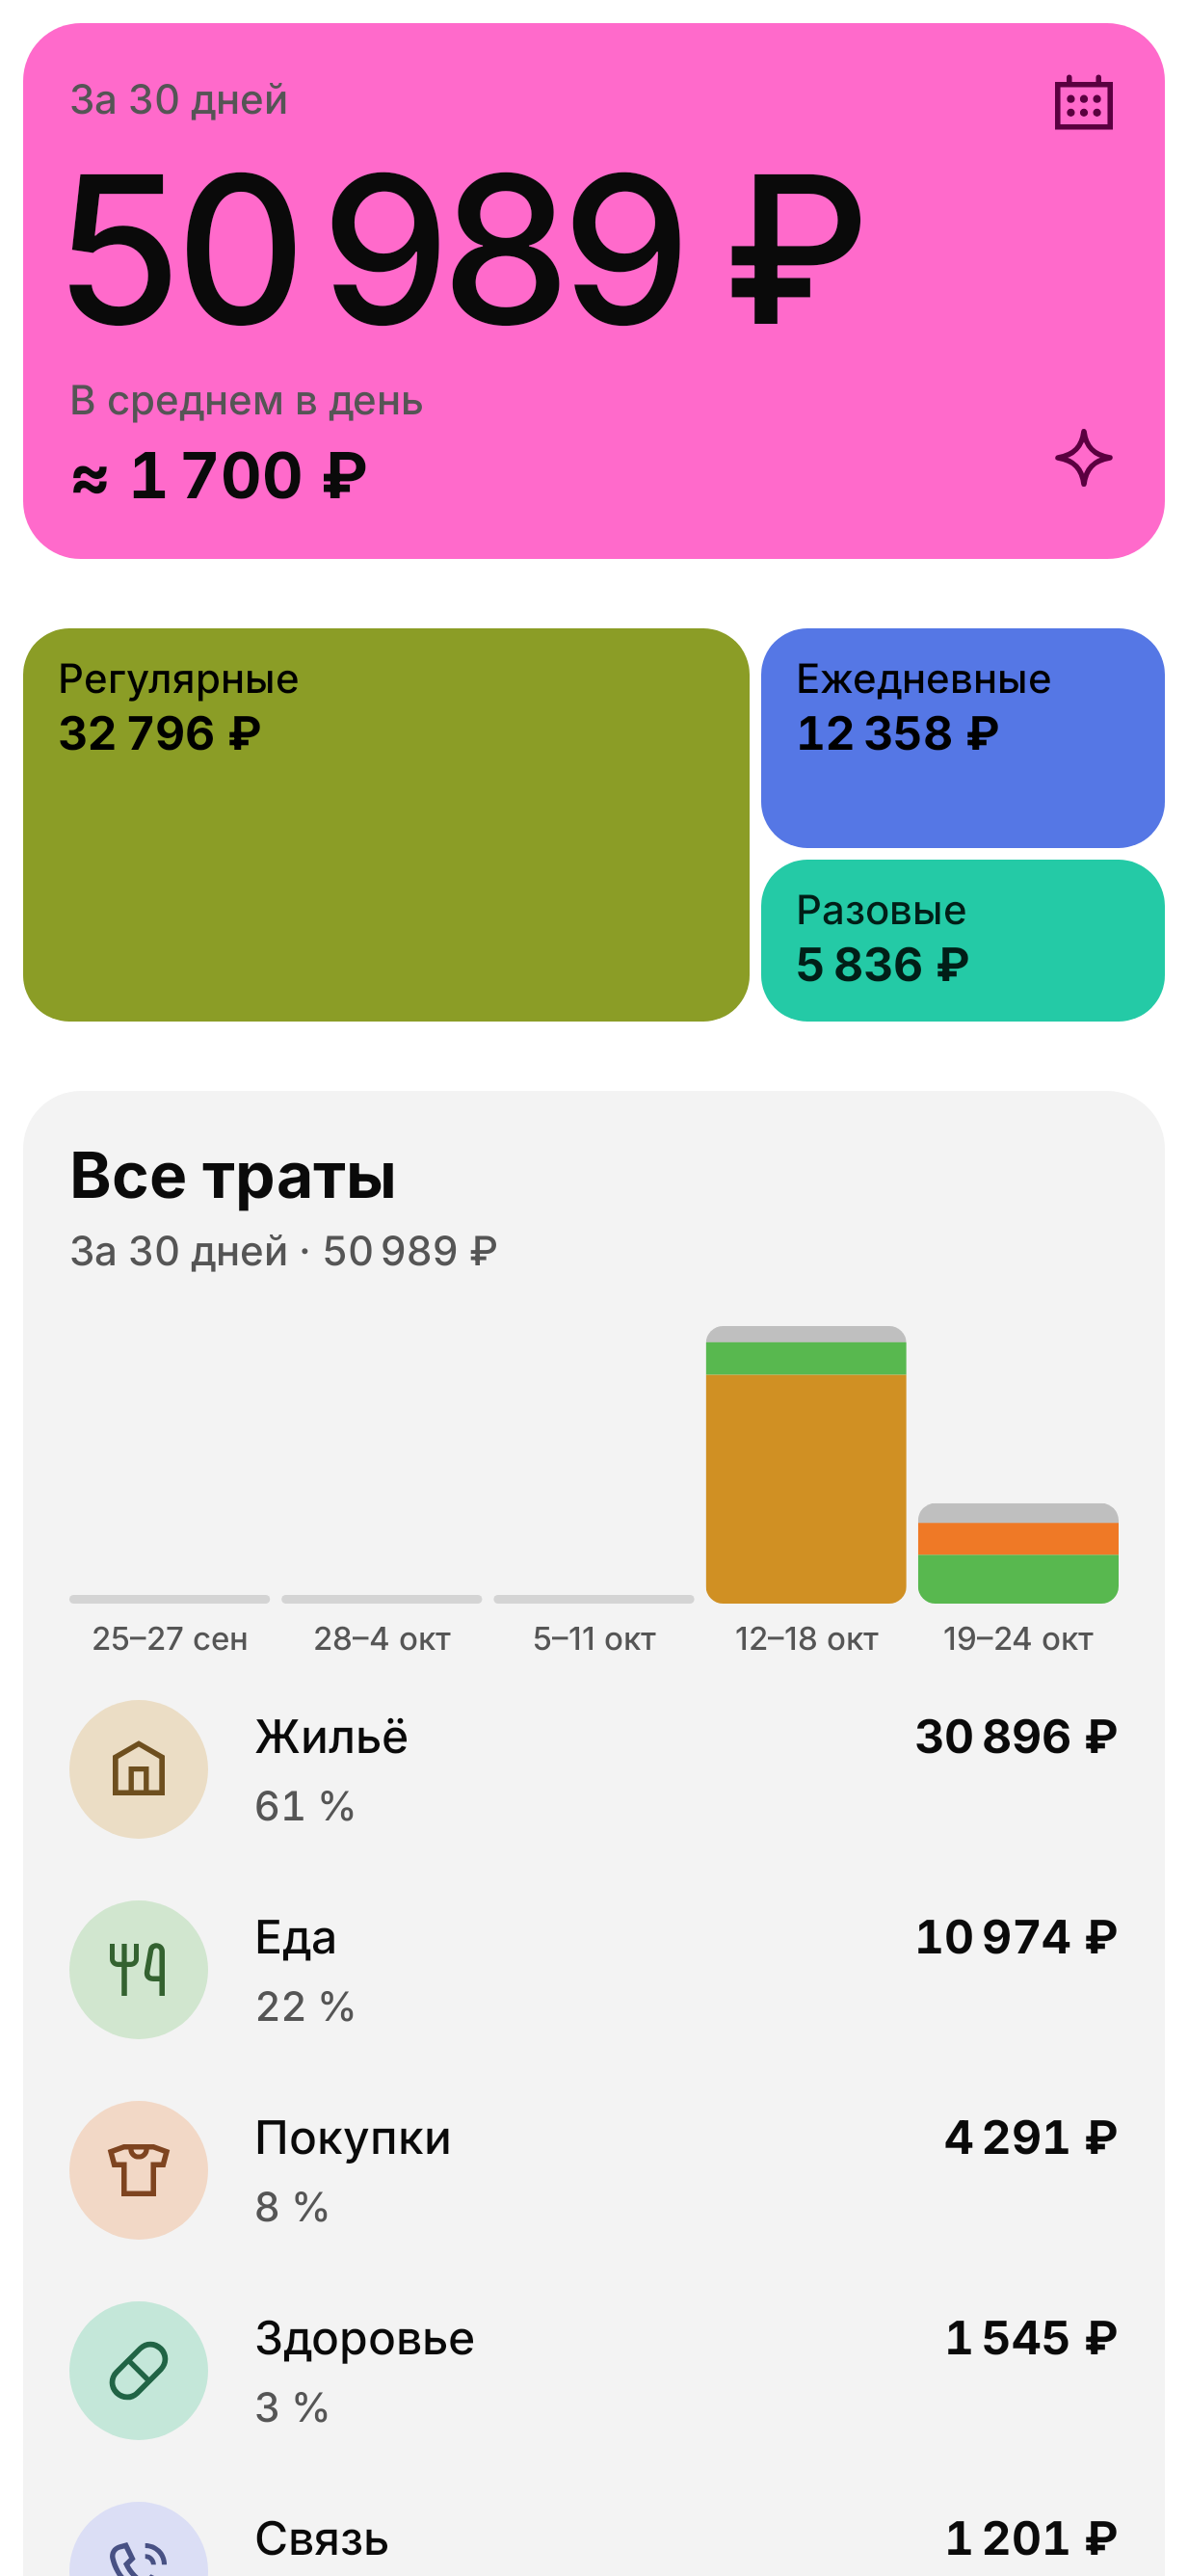 За 30 дней
50 989 ₽
В среднем в день
≈ 1 700 ₽
Регулярные
32 796 ₽
Ежедневные
12 358 ₽
Разовые
5 836 ₽
Все траты
За 30 дней · 50 989 ₽
25–27 сен 28–4 окт 5–11 окт 12–18 окт 19–24 окт
Жильё 30 896 ₽
61 %
Еда 10 974 ₽
22 %
Покупки 4 291 ₽
8 %
Здоровье 1 545 ₽
3 %
Связь 1 201 ₽